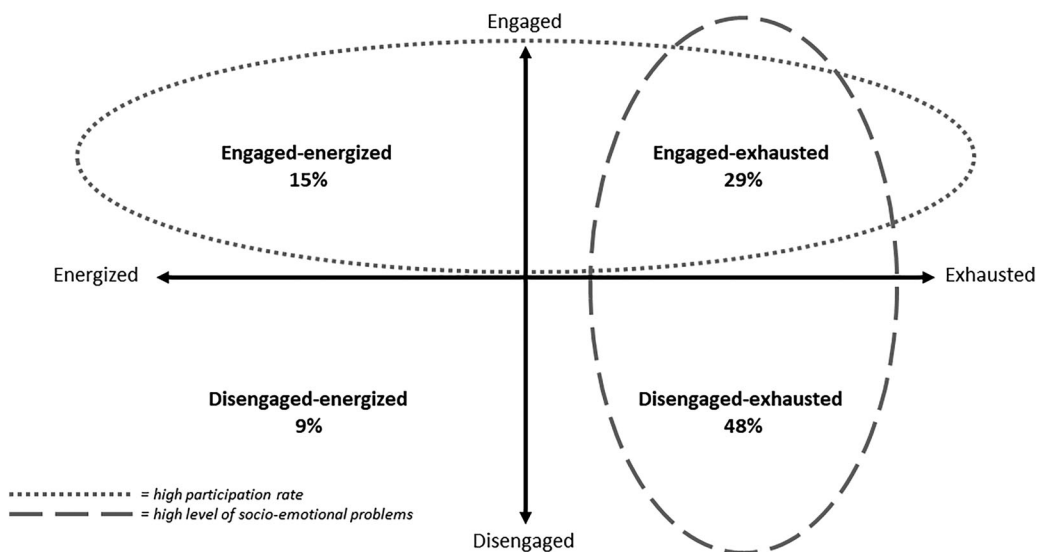 Engaged
Engaged-energized
15%
Engaged-exhausted
29%
Energized
Exhausted
Disengaged-energized
9%
Disengaged-exhausted
48%
= high participation rate
= high level of socio-emotional problems
Disengaged